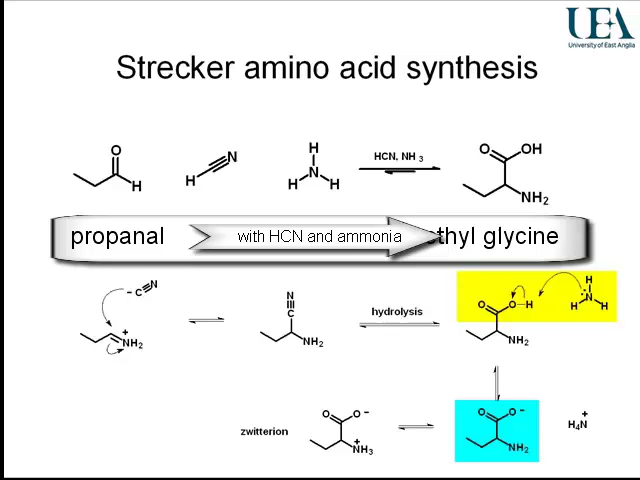 UEA
University of East Anglia
Strecker amino acid synthesis
O
H
H
N
H
N
H
H
HCN, NH3
O
OH
NH2
propanal
with HCN and ammonia
thyl glycine
- C N
+
NH2
N
C
NH2
hydrolysis
O
O-H
NH2
H
N
H
H
zwitterion
O
O -
+
NH3
O
O -
NH2
+
H4N